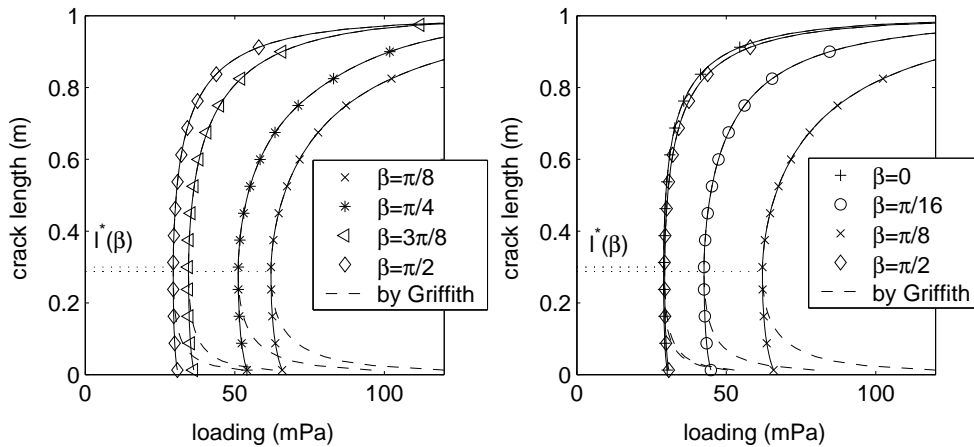 1
0.8
0.6
0.4
0.2
0
0
50
100
crack length (m)
loading (mPa)
l*(β)
β=π/8
β=π/4
β=3π/8
β=π/2
by Griffith
1
0.8
0.6
0.4
0.2
0
0
50
100
crack length (m)
loading (mPa)
l*(β)
β=0
β=π/16
β=π/8
β=π/2
by Griffith